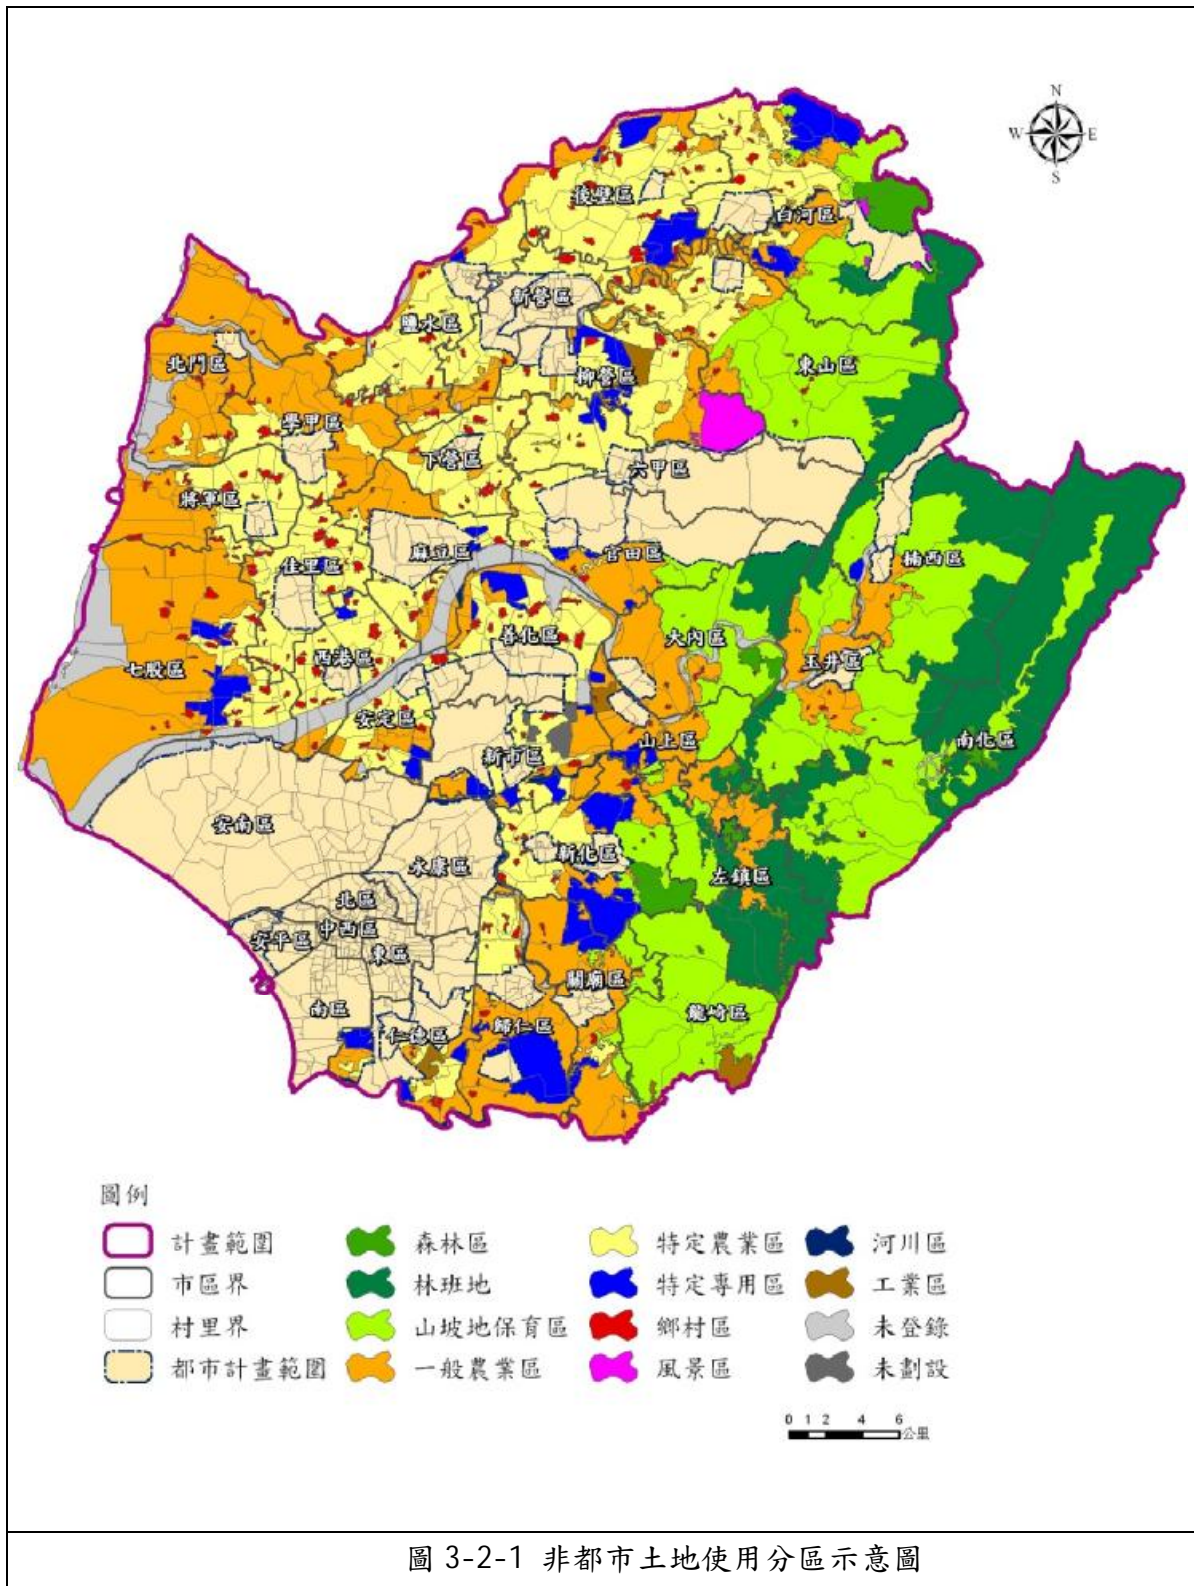 N
W E
S
後壁區
白河區
新營區
鹽水區
北門區
柳營區
東山區
學甲區
下營區
六甲區
將軍區
麻豆區
官田區
佳里區
楠西區
善化區
大內區
西港區
玉井區
七股區
安定區
新市區
山上區
南化區
安南區
永康區
新化區
左鎮區
北區
中西區
安平區
東區
關廟區
南區
仁德區
歸仁區
龍崎區
圖例
計畫範圍 森林區 特定農業區 河川區
市區界 林班地 特定專用區 工業區
村里界 山坡地保育區 鄉村區 未登錄
都市計畫範圍 一般農業區 風景區 未劃設
0 1 2 4 6
公里
圖 3-2-1 非都市土地使用分區示意圖